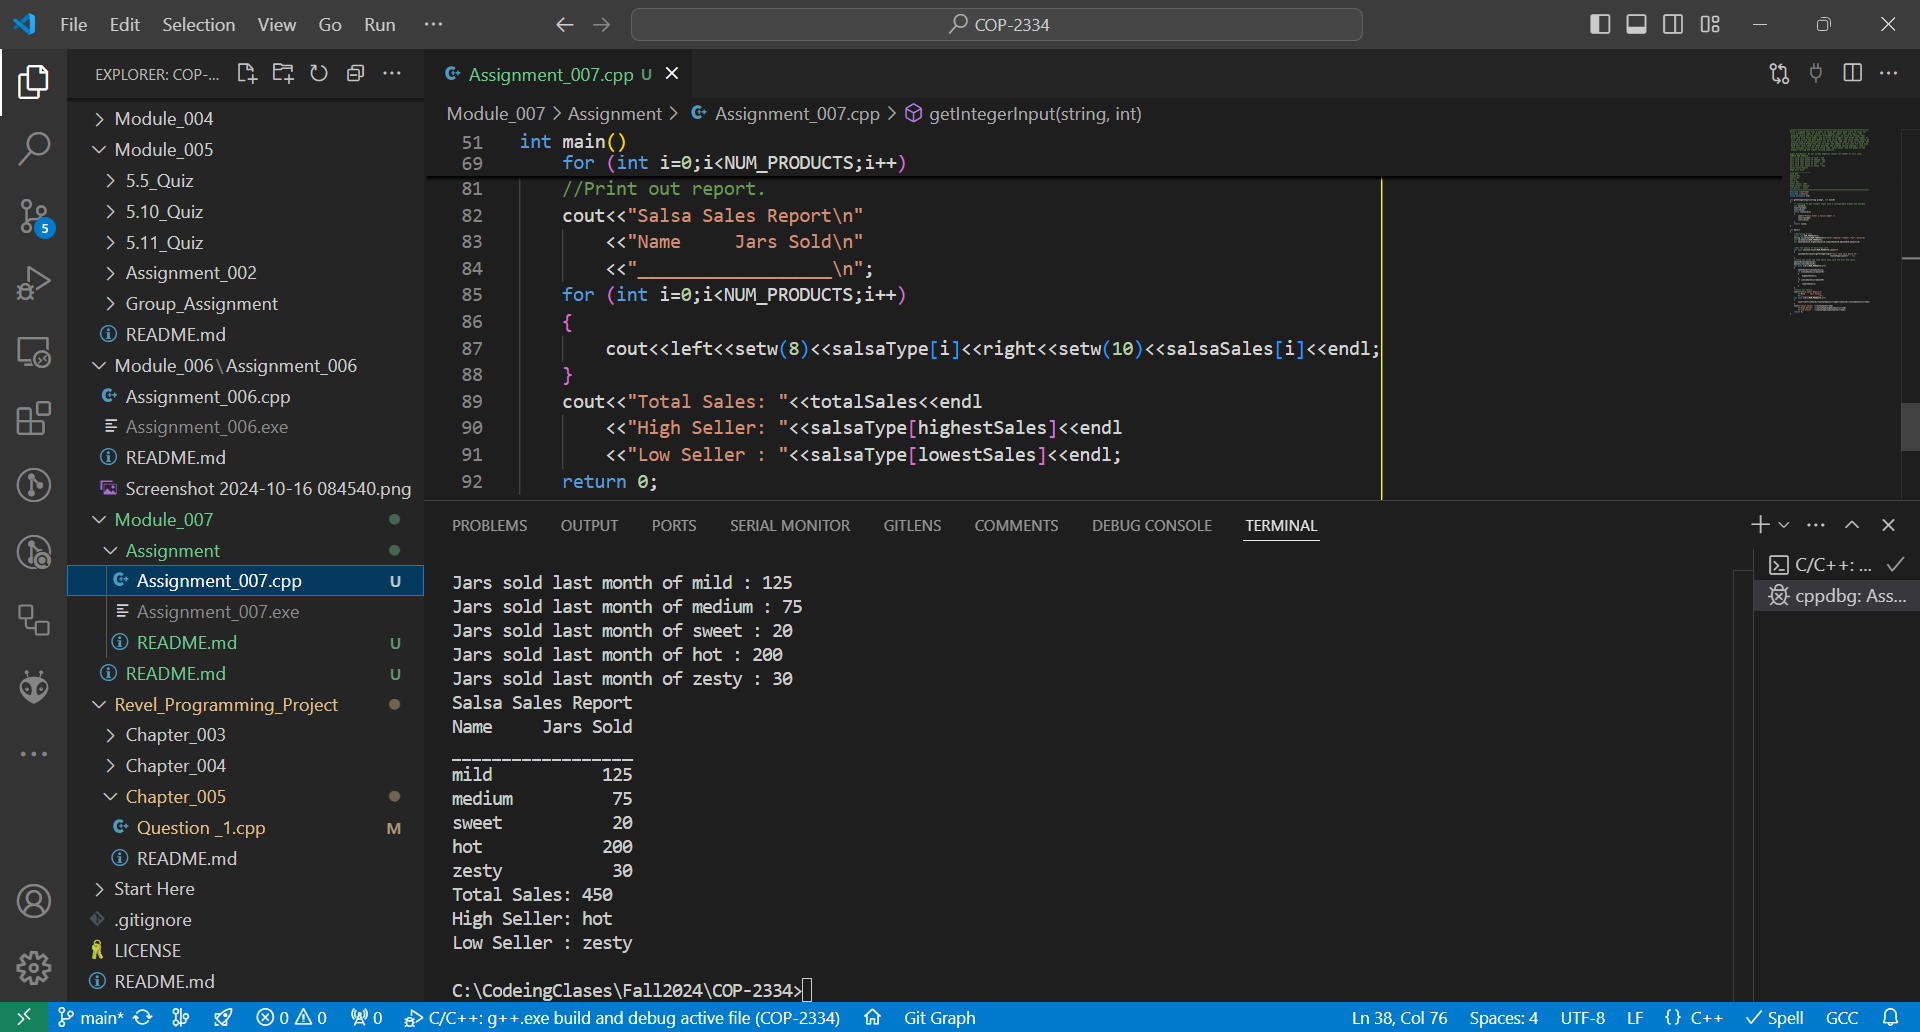 File Edit Selection View Go Run ··· COP-2334
EXPLORER: COP-...
Module_004
Module_005
5.5_Quiz
5.10_Quiz
5.11_Quiz
Assignment_002
Group_Assignment
README.md
Module_006\Assignment_006
Assignment_006.cpp
Assignment_006.exe
README.md
Screenshot 2024-10-16 084540.png
Module_007
Assignment
Assignment_007.cpp U
Assignment_007.exe
README.md U
README.md U
Revel_Programming_Project
Chapter_003
Chapter_004
Chapter_005
Question _1.cpp M
README.md
Start Here
.gitignore
LICENSE
README.md
Assignment_007.cpp U
Module_007 > Assignment > Assignment_007.cpp > getIntegerInput(string, int)
51 int main()
69 for (int i=0;i<NUM_PRODUCTS;i++)
81 //Print out report.
82 cout<<"Salsa Sales Report\n"
83 <<"Name     Jars Sold\n"
84 <<"__________________\n";
85 for (int i=0;i<NUM_PRODUCTS;i++)
86 {
87 cout<<left<<setw(8)<<salsaType[i]<<right<<setw(10)<<salsaSales[i]<<endl;
88 }
89 cout<<"Total Sales: "<<totalSales<<endl
90 <<"High Seller: "<<salsaType[highestSales]<<endl
91 <<"Low Seller : "<<salsaType[lowestSales]<<endl;
92 return 0;
PROBLEMS OUTPUT PORTS SERIAL MONITOR GITLENS COMMENTS DEBUG CONSOLE TERMINAL
C/C++: ...
cppdbg: Ass...
Jars sold last month of mild : 125
Jars sold last month of medium : 75
Jars sold last month of sweet : 20
Jars sold last month of hot : 200
Jars sold last month of zesty : 30
Salsa Sales Report
Name     Jars Sold
__________________
mild           125
medium          75
sweet           20
hot            200
zesty           30
Total Sales: 450
High Seller: hot
Low Seller : zesty
C:\CodeingClases\Fall2024\COP-2334>
5
main* 0 0 0 C/C++: g++.exe build and debug active file (COP-2334) Git Graph Ln 38, Col 76 Spaces: 4 UTF-8 LF {} C++ Spell GCC